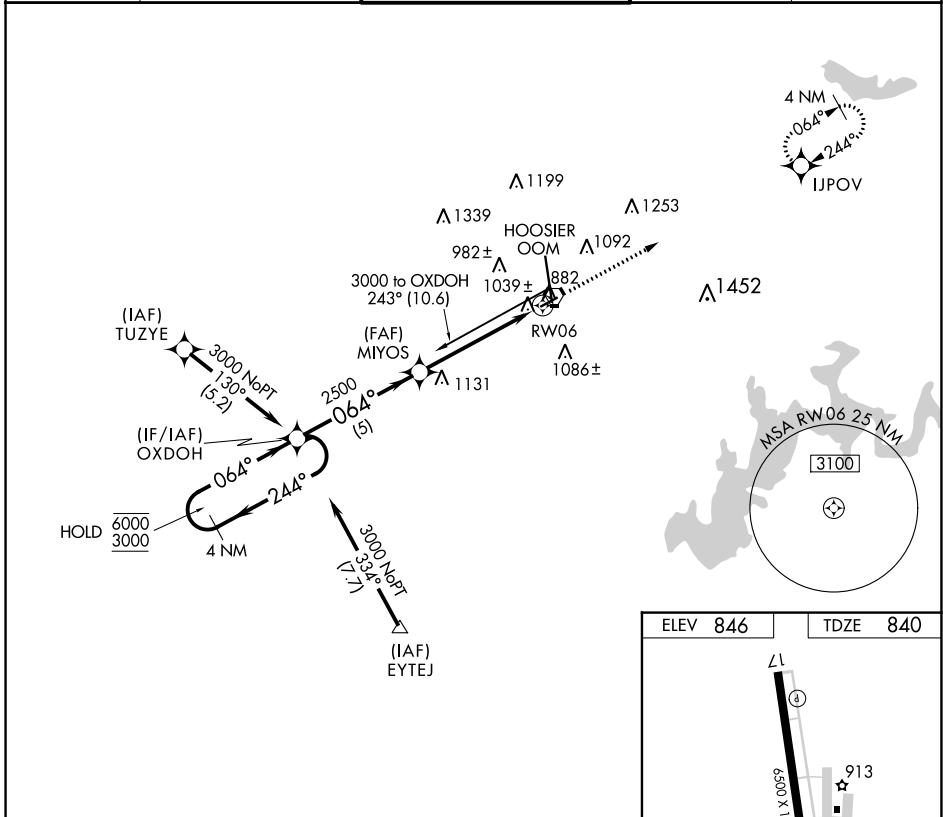 4 NM
064°
244°
IJPOV
1199
1339
1253
HOOSIER
OOM
982±
1092
3000 to OXDOH
243° (10.6)
1039±
882
1452
(FAF)
MIYOS
RW06
(IAF)
TUZYE
3000 NoPT
130°
(5.2)
1131
1086±
2500
064°
(5)
(IF/IAF)
OXDOH
064°
244°
MSA RW06 25 NM
3100
HOLD
6000
3000
4 NM
3000 NoPT
334°
(7.7)
(IAF)
EYTEJ
ELEV 846
TDZE 840
17
P
913
6500 X 1